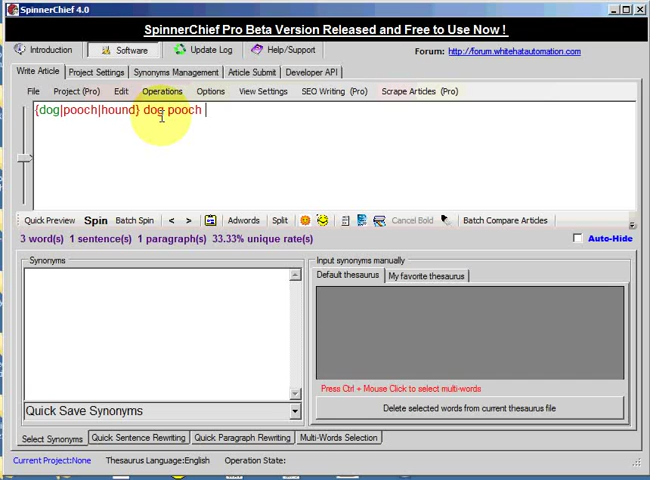 SpinnerChief 4.0
SpinnerChief Pro Beta Version Released and Free to Use Now !
Introduction Software Update Log Help/Support Forum: http://forum.whitehatautomation.com
Write Article Project Settings Synonyms Management Article Submit Developer API
File Project (Pro) Edit Operations Options View Settings SEO Writing (Pro) Scrape Articles (Pro)
{dog|pooch|hound} dog pooch
Quick Preview Spin Batch Spin < > Adwords Split Cancel Bold Batch Compare Articles
3 word(s) 1 sentence(s) 1 paragraph(s) 33.33% unique rate(s) Auto-Hide
Synonyms Input synonyms manually
Default thesaurus My favorite thesaurus
Press Ctrl + Mouse Click to select multi-words
Quick Save Synonyms Delete selected words from current thesaurus file
Select Synonyms Quick Sentence Rewriting Quick Paragraph Rewriting Multi-Words Selection
Current Project:None Thesaurus Language:English Operation State: